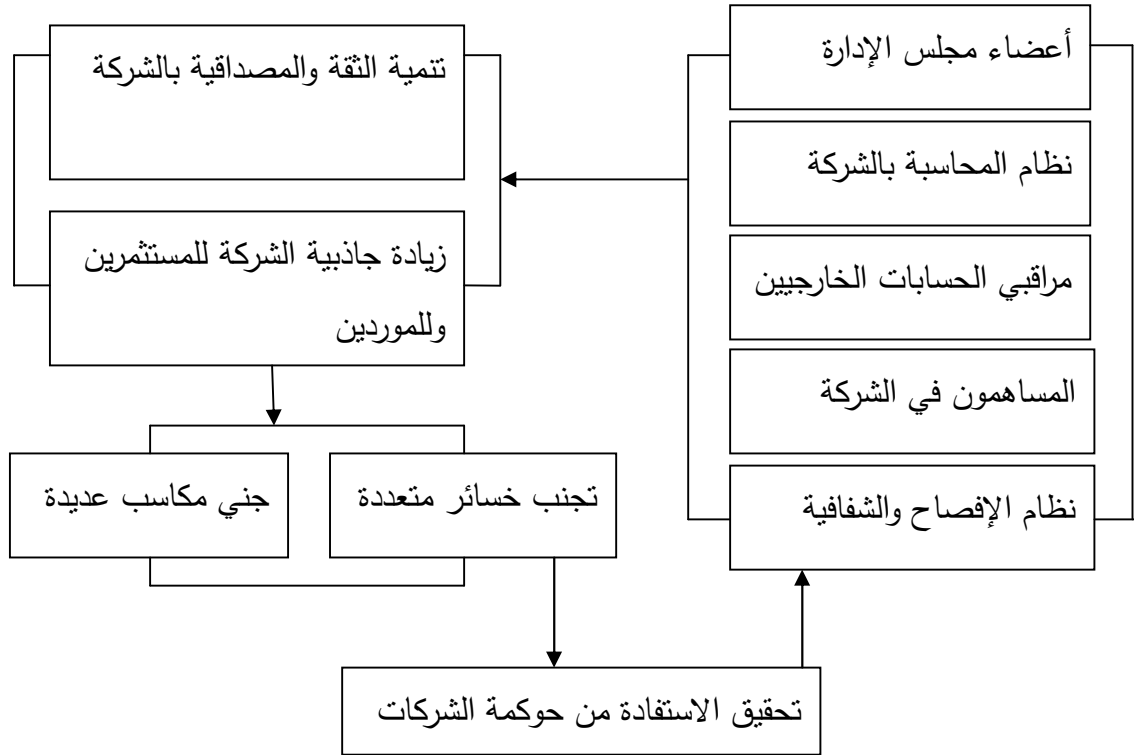 أعضاء مجلس الإدارة
نظام المحاسبة بالشركة
مراقبي الحسابات الخارجيين
المساهمون في الشركة
نظام الإفصاح والشفافية
تنمية الثقة والمصداقية بالشركة
زيادة جاذبية الشركة للمستثمرين
وللموردين
تجنب خسائر متعددة
جني مكاسب عديدة
تحقيق الاستفادة من حوكمة الشركات